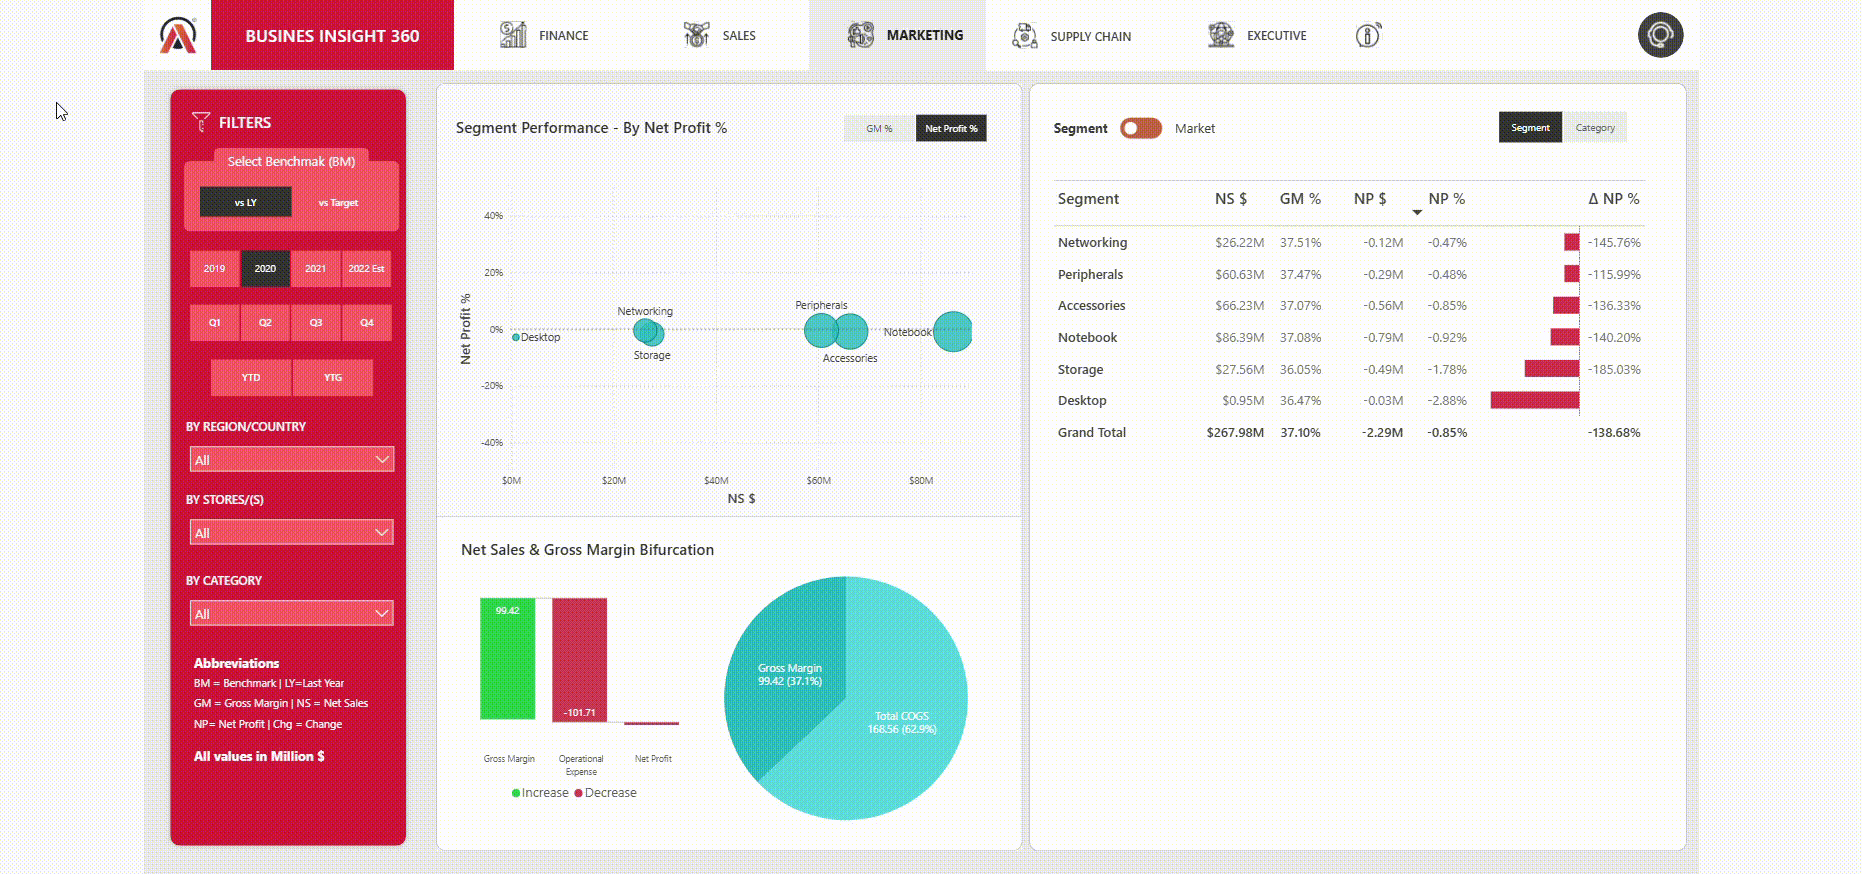 BUSINES INSIGHT 360
FINANCE
SALES
MARKETING
SUPPLY CHAIN
EXECUTIVE
FILTERS
Select Benchmak (BM)
vs LY
vs Target
2019
2020
2021
2022 Est
Q1
Q2
Q3
Q4
YTD
YTG
BY REGION/COUNTRY
All
BY STORES/(S)
All
BY CATEGORY
All
Abbreviations
BM = Benchmark | LY=Last Year
GM = Gross Margin | NS = Net Sales
NP= Net Profit | Chg = Change
All values in Million $
Segment Performance - By Net Profit %
GM %
Net Profit %
Net Profit %
40%
20%
0%
-20%
-40%
Desktop
Networking
Storage
Peripherals
Accessories
Notebook
$0M $20M $40M $60M $80M
NS $
Net Sales & Gross Margin Bifurcation
99.42
-101.71
Gross Margin
Operational
Expense
Net Profit
Increase Decrease
Gross Margin
99.42 (37.1%)
Total COGS
168.56 (62.9%)
Segment Market
Segment Category
Segment NS $ GM % NP $ NP % Δ NP %
Networking $26.22M 37.51% -0.12M -0.47% -145.76%
Peripherals $60.63M 37.47% -0.29M -0.48% -115.99%
Accessories $66.23M 37.07% -0.56M -0.85% -136.33%
Notebook $86.39M 37.08% -0.79M -0.92% -140.20%
Storage $27.56M 36.05% -0.49M -1.78% -185.03%
Desktop $0.95M 36.47% -0.03M -2.88%
Grand Total $267.98M 37.10% -2.29M -0.85% -138.68%